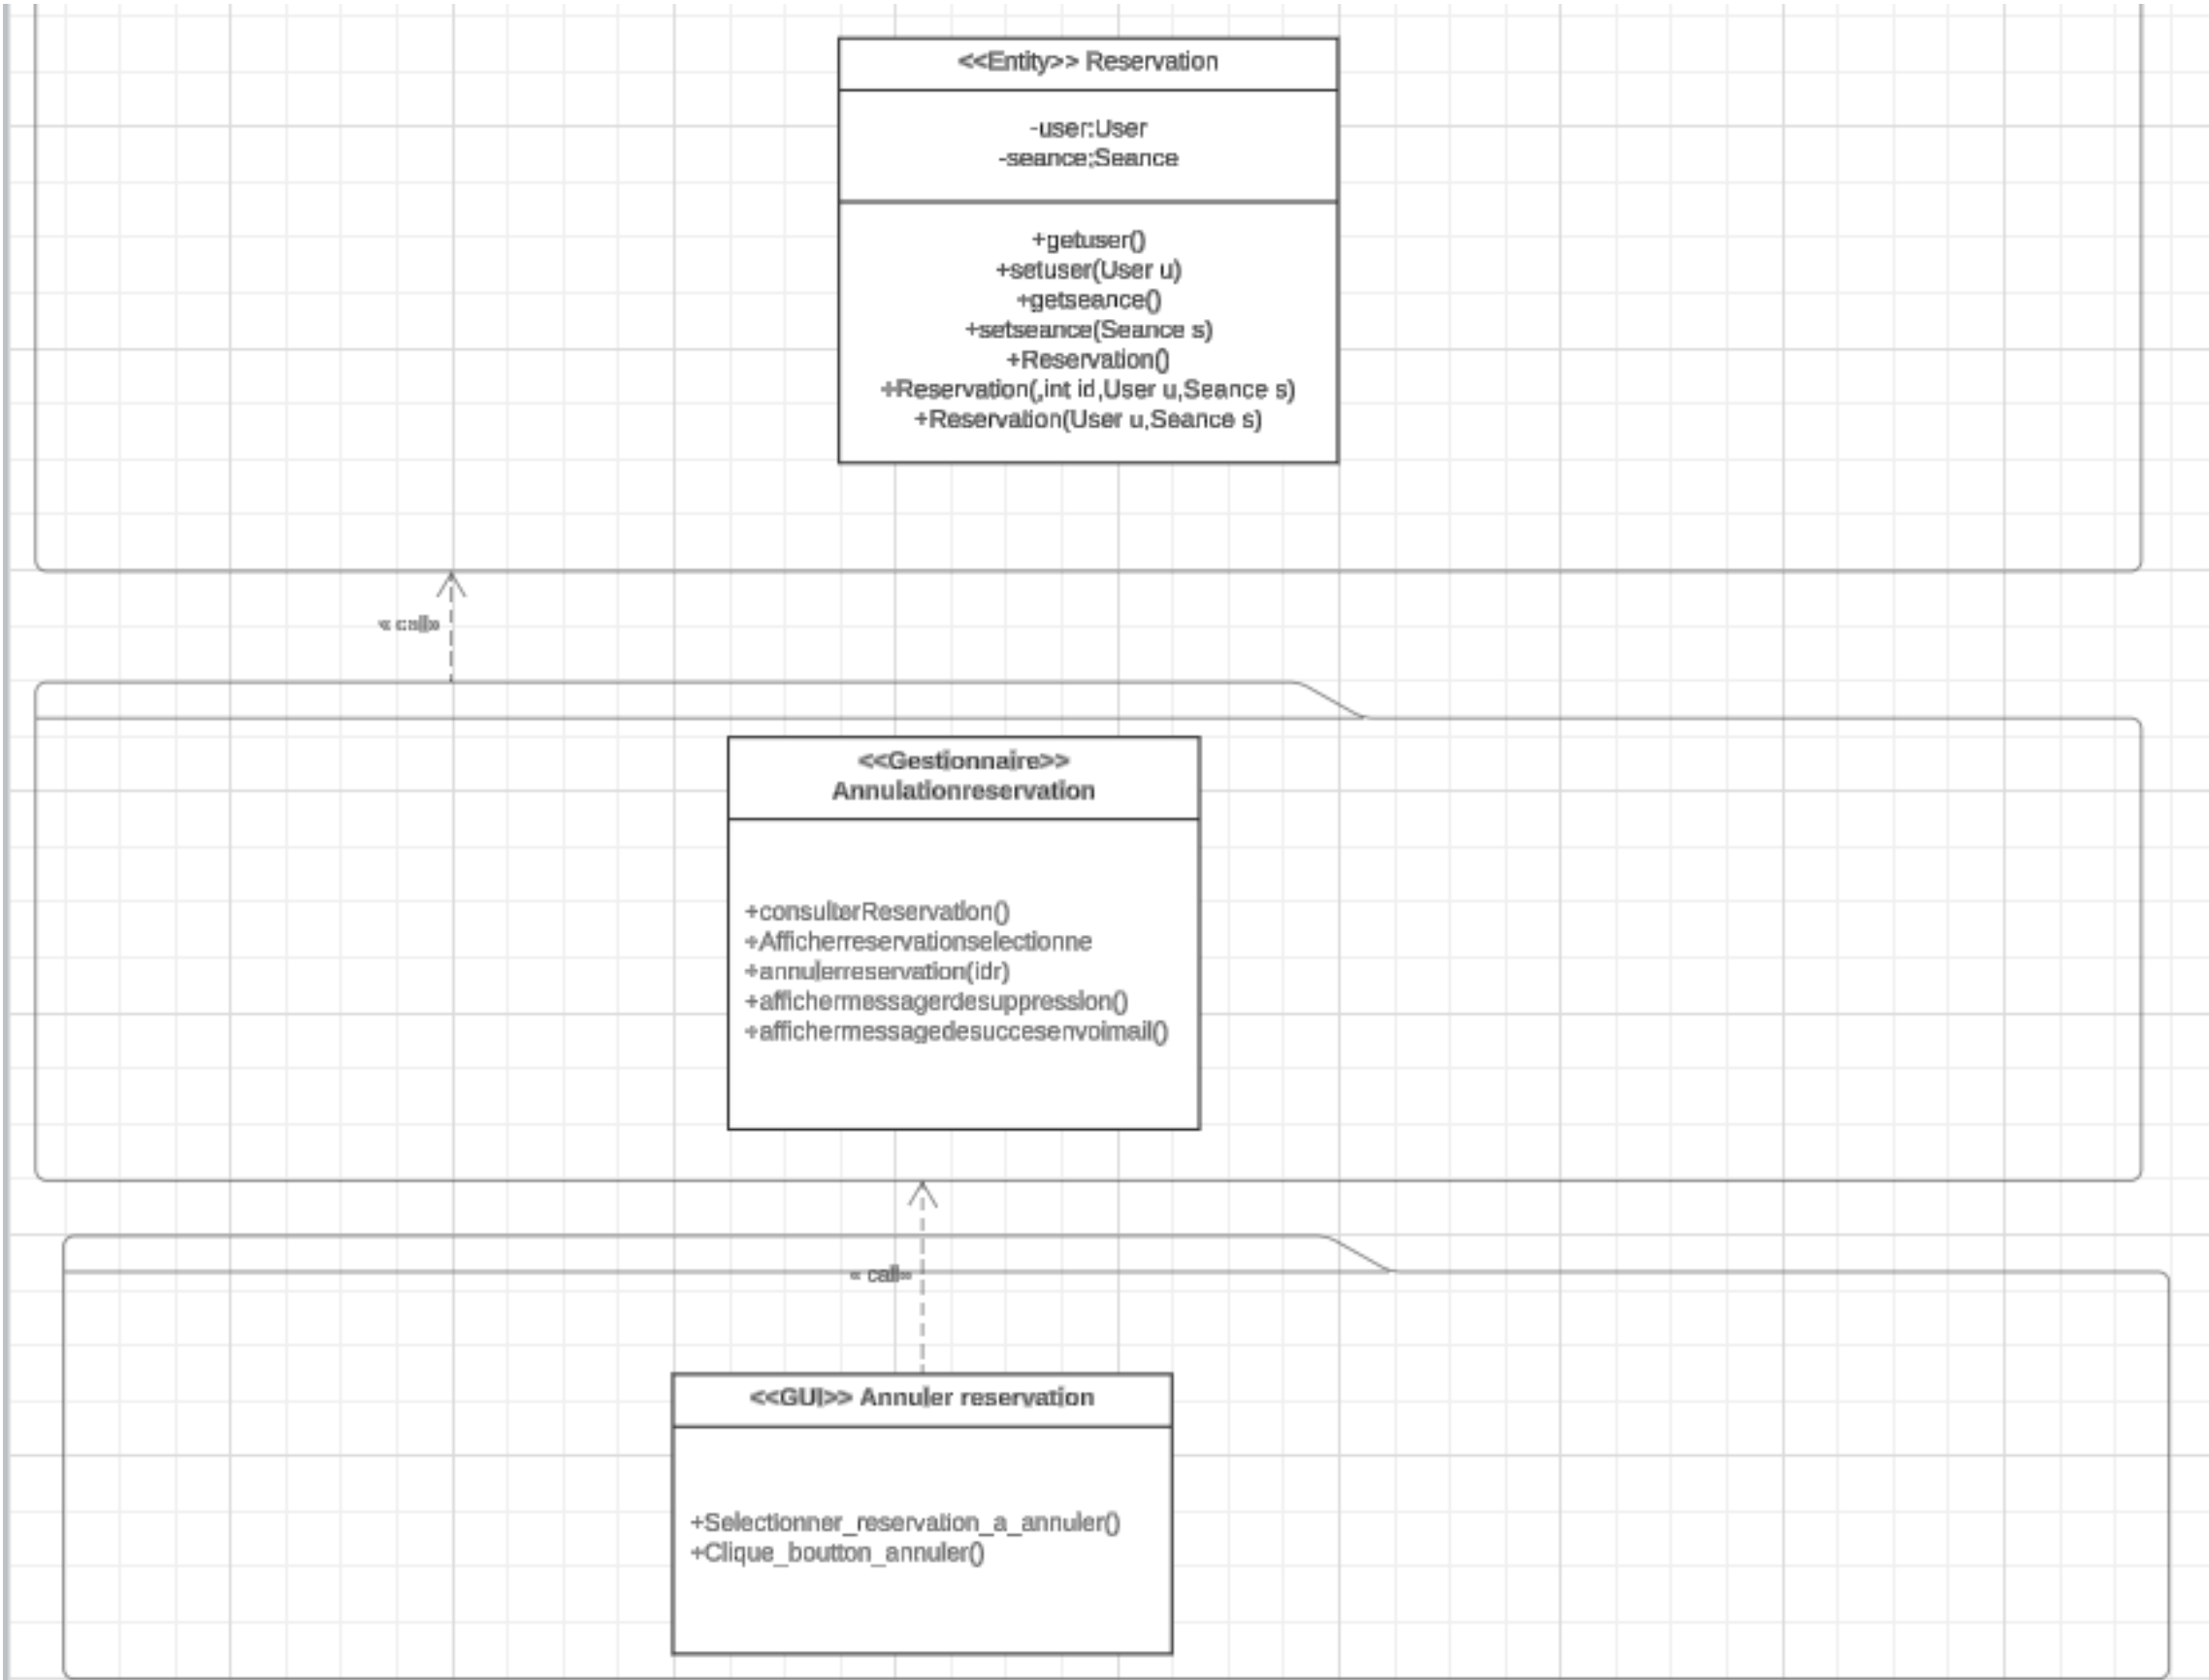 <<Entity>> Reservation
-user:User
-seance:Seance
+getuser()
+setuser(User u)
+getseance()
+setseance(Seance s)
+Reservation()
+Reservation(,int id,User u,Seance s)
+Reservation(User u,Seance s)
« call»
<<Gestionnaire>>
Annulationreservation
+consulterReservation()
+Afficherreservationselectionne
+annulerreservation(idr)
+affichermessagerdesuppression()
+affichermessagedesuccesenvoimail()
« call»
<<GUI>> Annuler reservation
+Selectionner_reservation_a_annuler()
+Clique_boutton_annuler()